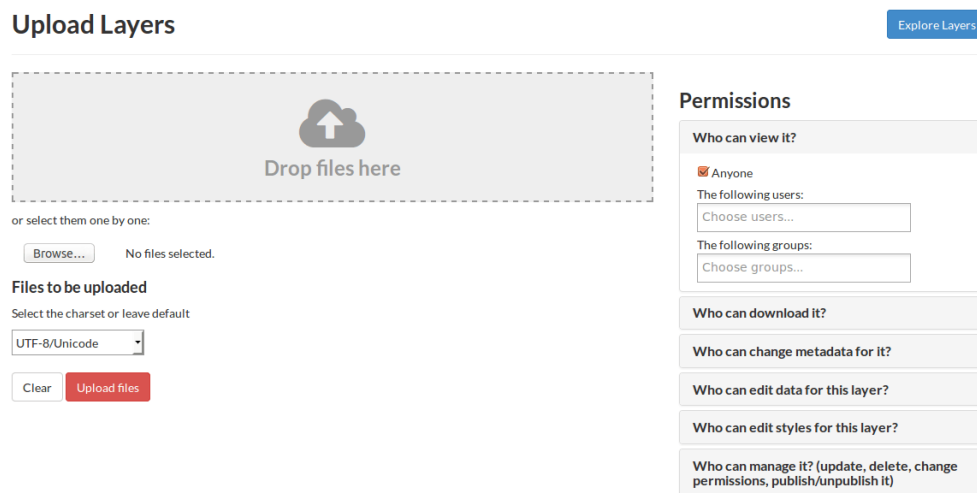 Upload Layers
Explore Layers
Drop files here
or select them one by one:
Browse...
No files selected.
Files to be uploaded
Select the charset or leave default
UTF-8/Unicode
Clear
Upload files
Permissions
Who can view it?
Anyone
The following users:
Choose users...
The following groups:
Choose groups...
Who can download it?
Who can change metadata for it?
Who can edit data for this layer?
Who can edit styles for this layer?
Who can manage it? (update, delete, change
permissions, publish/unpublish it)